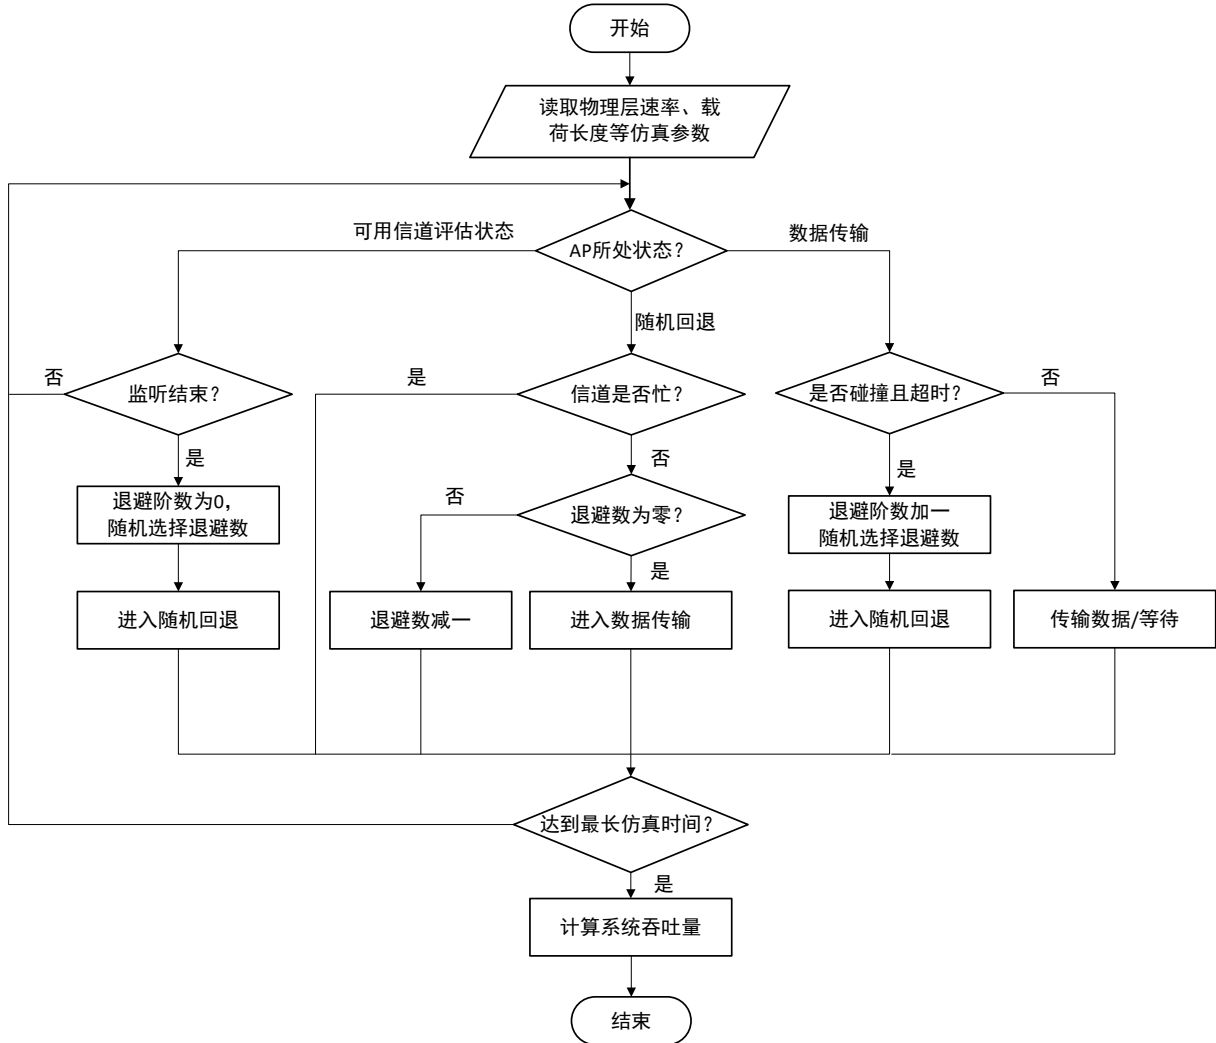 开始
读取物理层速率、载
荷长度等仿真参数
可用信道评估状态
AP所处状态?
数据传输
随机回退
否
监听结束?
是
信道是否忙?
是否碰撞且超时?
否
是
否
是
退避阶数为0,
随机选择退避数
否
退避数为零?
退避阶数加一
随机选择退避数
是
进入随机回退
退避数减一
进入数据传输
进入随机回退
传输数据/等待
达到最长仿真时间?
是
计算系统吞吐量
结束